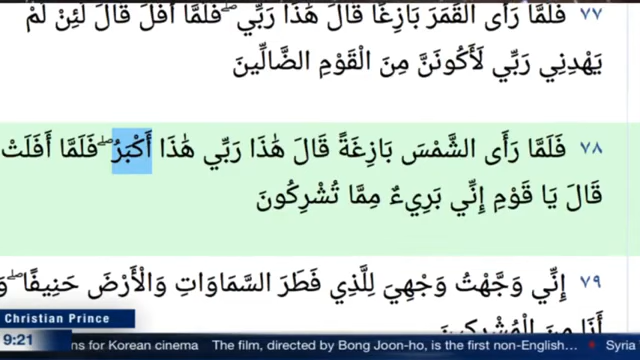 ٧٧ فَلَمَّا رَأَى الْقَمَرَ بَازِغًا قَالَ هَٰذَا رَبِّي ۖ فَلَمَّا أَفَلَ قَالَ لَئِنْ لَمْ
يَهْدِنِي رَبِّي لَأَكُونَنَّ مِنَ الْقَوْمِ الضَّالِّينَ
٧٨ فَلَمَّا رَأَى الشَّمْسَ بَازِغَةً قَالَ هَٰذَا رَبِّي هَٰذَا أَكْبَرُ ۖ فَلَمَّا أَفَلَتْ
قَالَ يَا قَوْمِ إِنِّي بَرِيءٌ مِمَّا تُشْرِكُونَ
٧٩ إِنِّي وَجَّهْتُ وَجْهِيَ لِلَّذِي فَطَرَ السَّمَاوَاتِ وَالْأَرْضَ حَنِيفًا ۖ وَ
أَنَا مِنَ الْمُشْرِكِينَ
Christian Prince
9:21 ns for Korean cinema The film, directed by Bong Joon-ho, is the first non-English... Syria